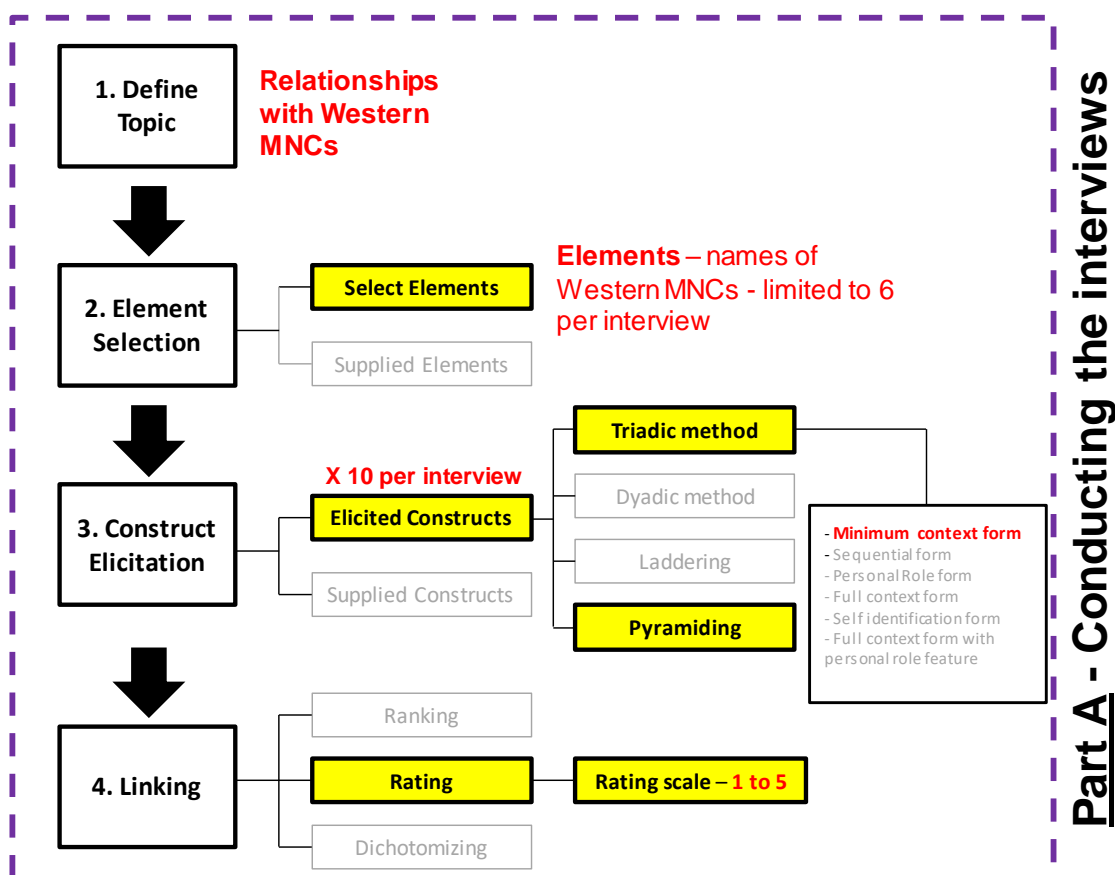 1. Define
Topic
Relationships
with Western
MNCs
2. Element
Selection
Select Elements
Supplied Elements
Elements – names of
Western MNCs - limited to 6
per interview
3. Construct
Elicitation
X 10 per interview
Elicited Constructs
Supplied Constructs
Triadic method
Dyadic method
Laddering
Pyramiding
- Minimum context form
- Sequential form
- Personal Role form
- Full context form
- Self identification form
- Full context form with
personal role feature
4. Linking
Ranking
Rating
Dichotomizing
Rating scale – 1 to 5
Part A - Conducting the interviews